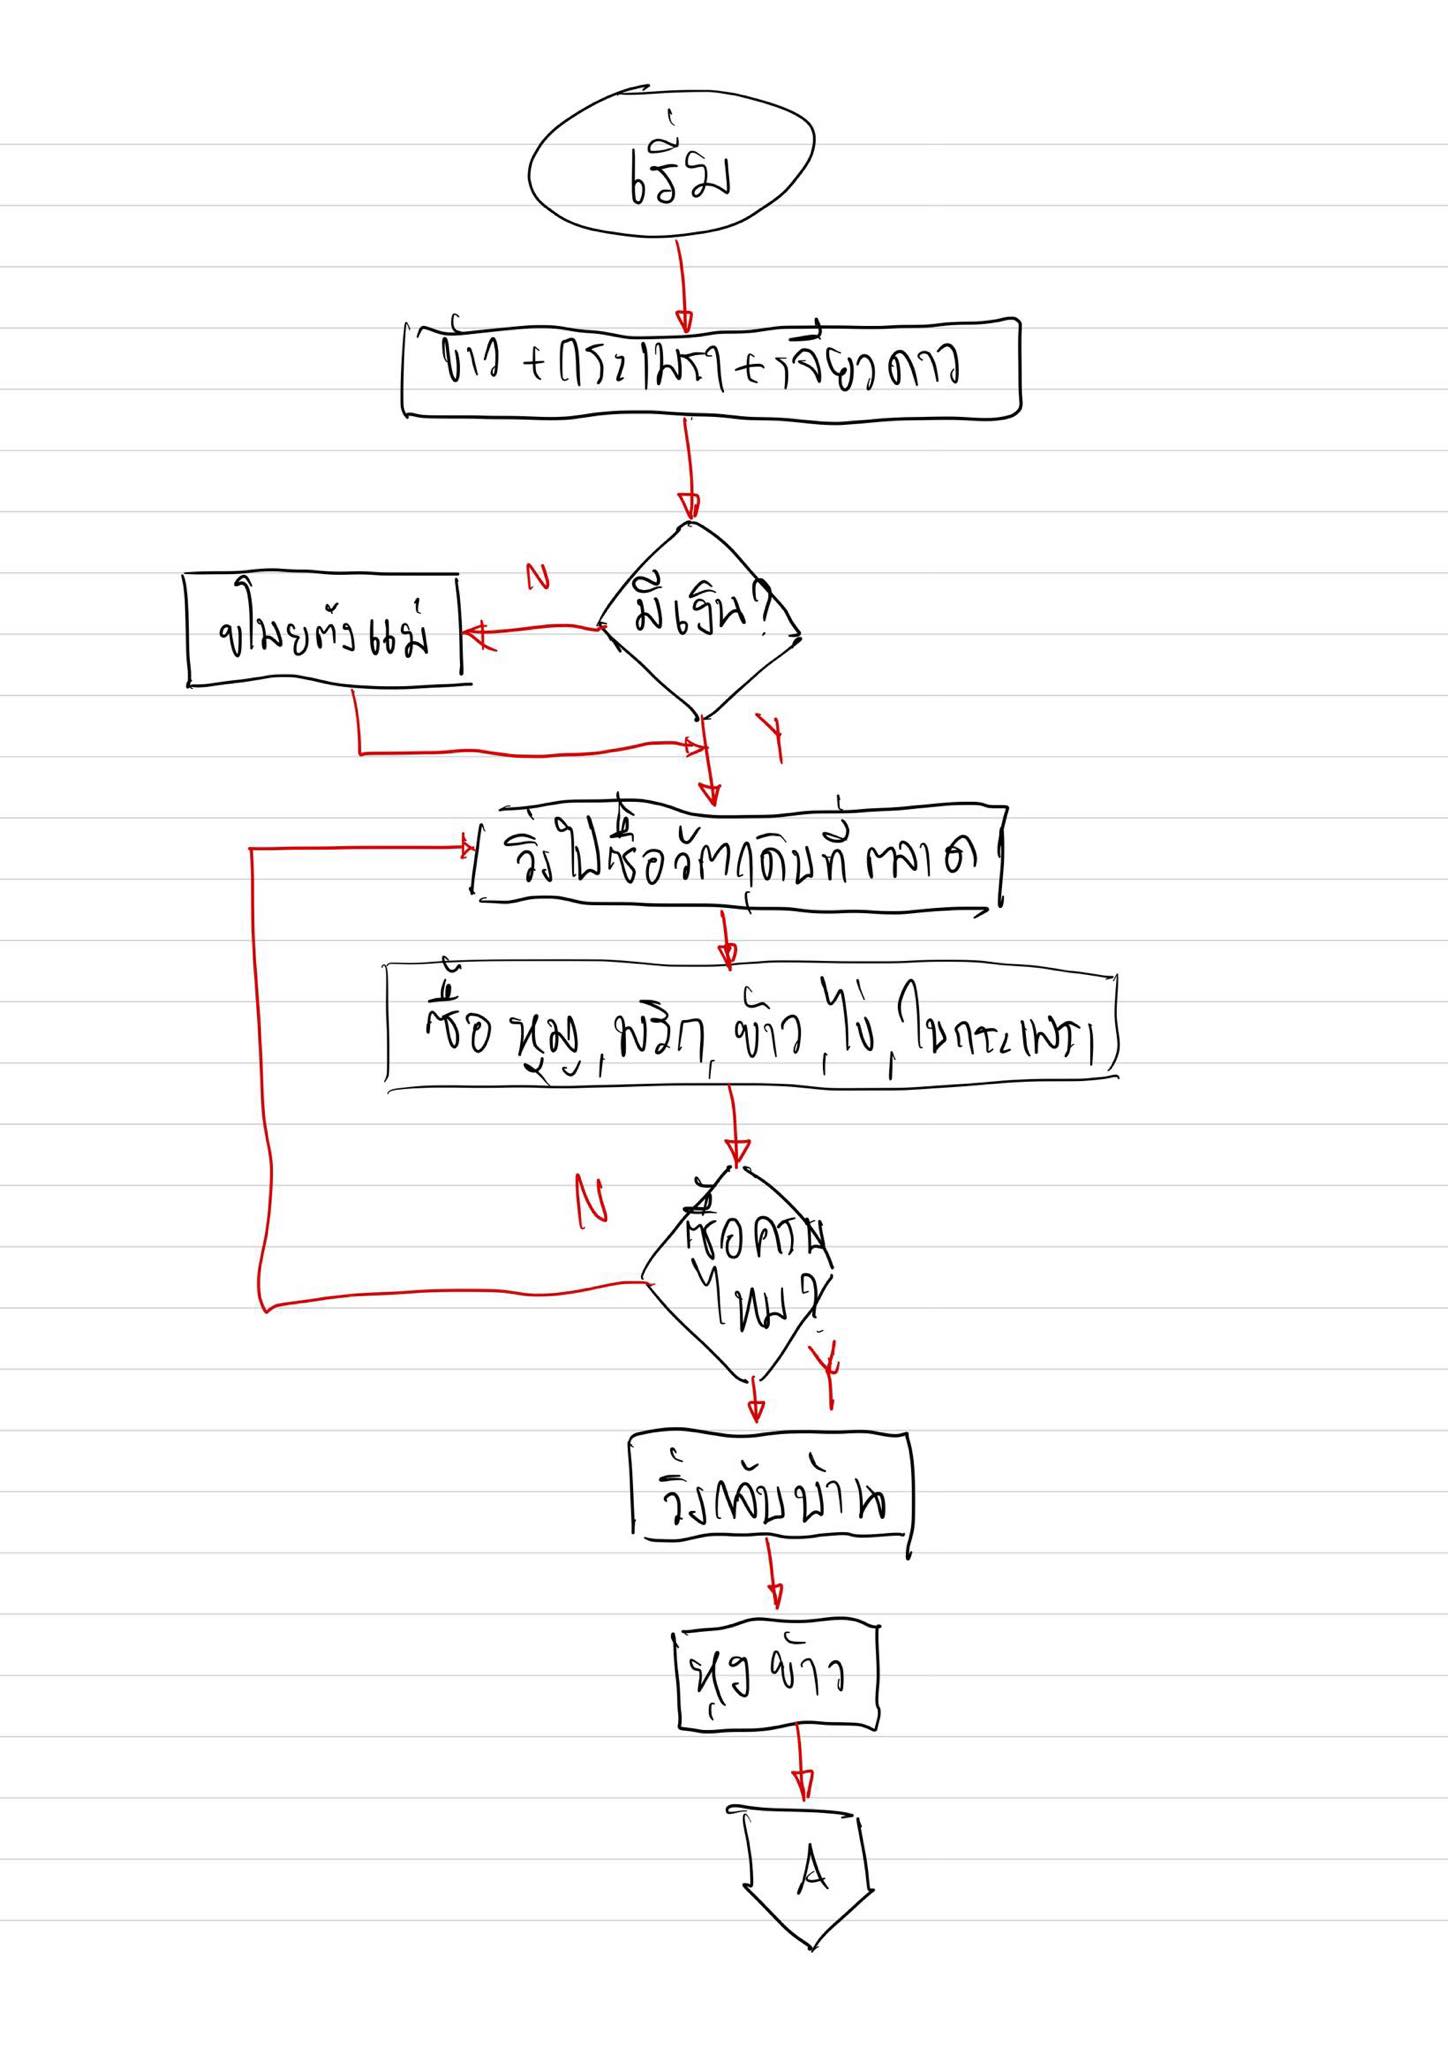 เริ่ม
ข้าว + กระเพรา + เจียวดาว
มีเงิน?
N
ขโมยตังแม่
Y
วิ่งไปซื้อวัตถุดิบที่ตลาด
ซื้อ หมู, พริก, ข้าว, ไข่, ใบกระเพรา
N
ซื้อครบ
ไหม?
Y
วิ่งกลับบ้าน
หุงข้าว
A